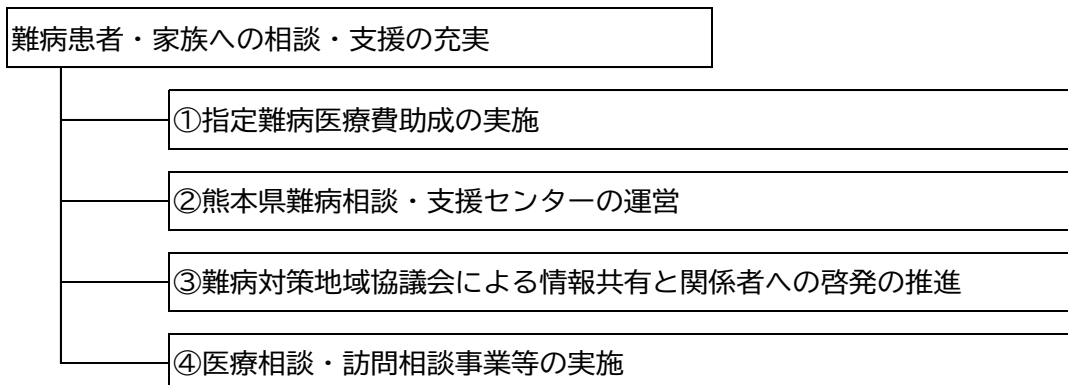 難病患者・家族への相談・支援の充実
①指定難病医療費助成の実施
②熊本県難病相談・支援センターの運営
③難病対策地域協議会による情報共有と関係者への啓発の推進
④医療相談・訪問相談事業等の実施